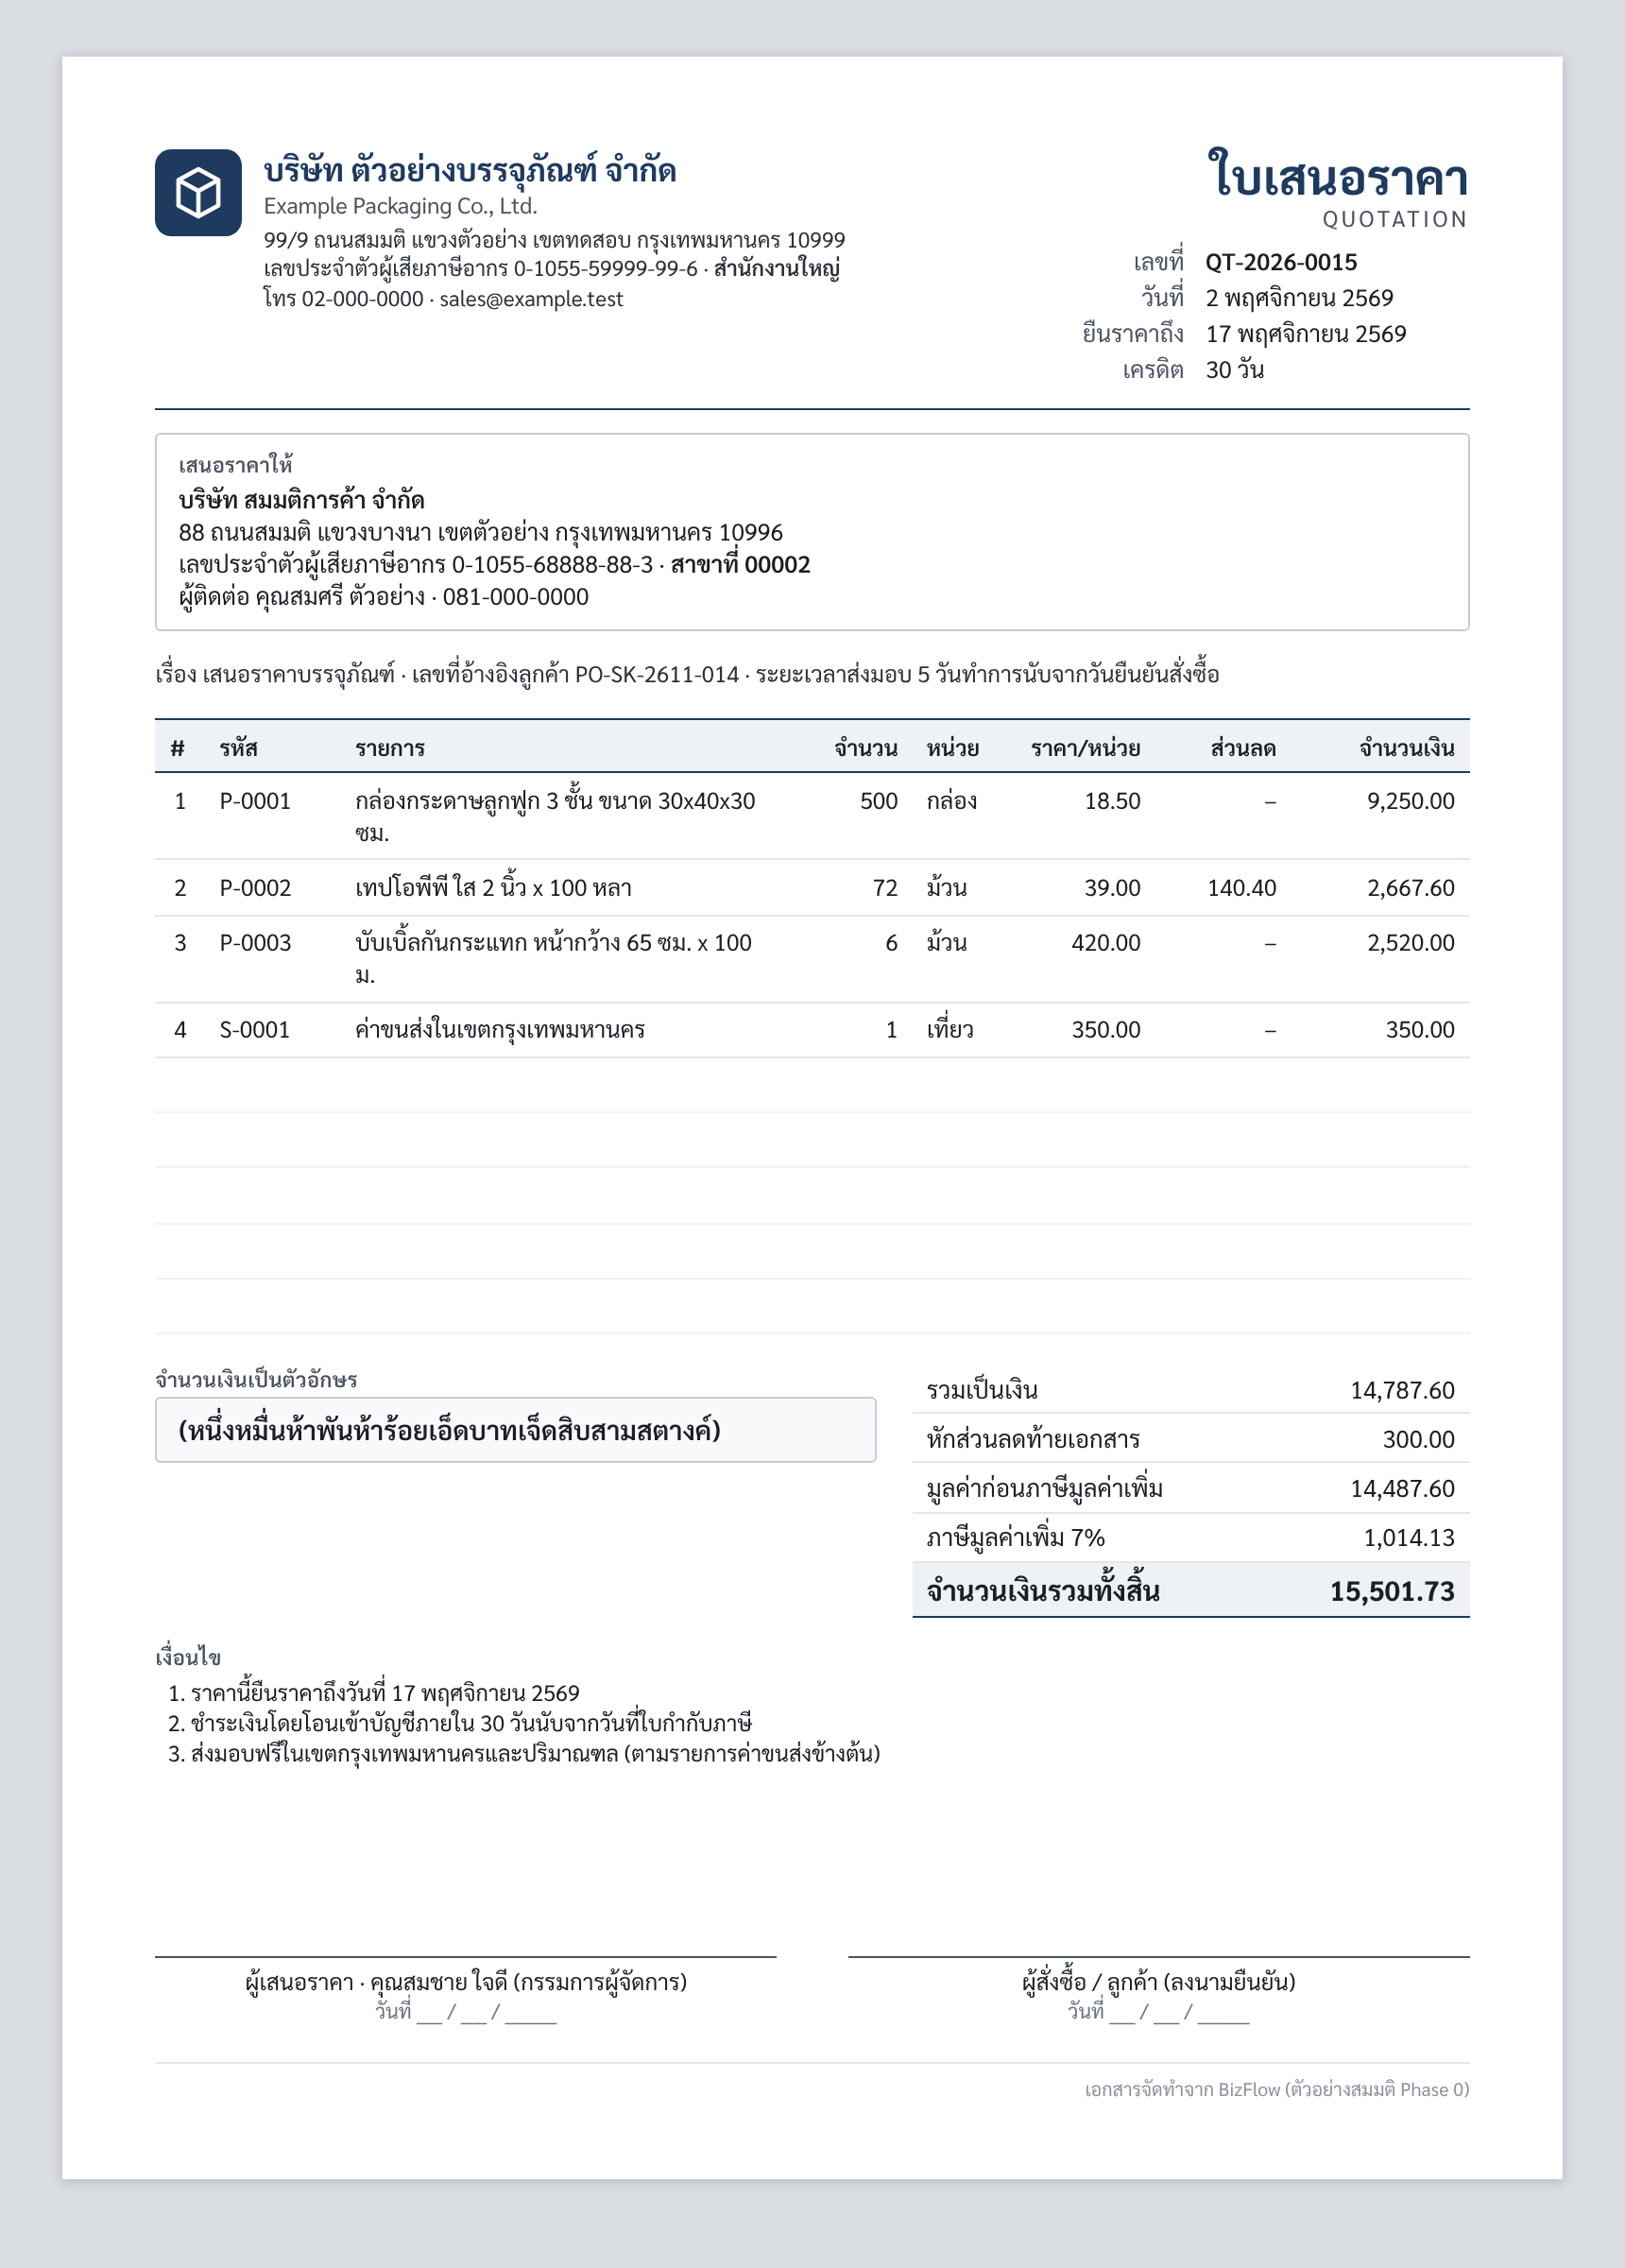 บริษัท ตัวอย่างบรรจุภัณฑ์ จำกัด
Example Packaging Co., Ltd.
99/9 ถนนสมมติ แขวงตัวอย่าง เขตทดสอบ กรุงเทพมหานคร 10999
เลขประจำตัวผู้เสียภาษีอากร 0-1055-59999-99-6 · สำนักงานใหญ่
โทร 02-000-0000 · sales@example.test
ใบเสนอราคา
QUOTATION
เลขที่ QT-2026-0015
วันที่ 2 พฤศจิกายน 2569
ยืนราคาถึง 17 พฤศจิกายน 2569
เครดิต 30 วัน
เสนอราคาให้
บริษัท สมมติการค้า จำกัด
88 ถนนสมมติ แขวงบางนา เขตตัวอย่าง กรุงเทพมหานคร 10996
เลขประจำตัวผู้เสียภาษีอากร 0-1055-68888-88-3 · สาขาที่ 00002
ผู้ติดต่อ คุณสมศรี ตัวอย่าง · 081-000-0000
เรื่อง เสนอราคาบรรจุภัณฑ์ · เลขที่อ้างอิงลูกค้า PO-SK-2611-014 · ระยะเวลาส่งมอบ 5 วันทำการนับจากวันยืนยันสั่งซื้อ
# รหัส รายการ จำนวน หน่วย ราคา/หน่วย ส่วนลด จำนวนเงิน
1 P-0001 กล่องกระดาษลูกฟูก 3 ชั้น ขนาด 30x40x30 500 กล่อง 18.50 – 9,250.00
ซม.
2 P-0002 เทปโอพีพี ใส 2 นิ้ว x 100 หลา 72 ม้วน 39.00 140.40 2,667.60
3 P-0003 บับเบิ้ลกันกระแทก หน้ากว้าง 65 ซม. x 100 6 ม้วน 420.00 – 2,520.00
ม.
4 S-0001 ค่าขนส่งในเขตกรุงเทพมหานคร 1 เที่ยว 350.00 – 350.00
จำนวนเงินเป็นตัวอักษร
(หนึ่งหมื่นห้าพันห้าร้อยเอ็ดบาทเจ็ดสิบสามสตางค์)
รวมเป็นเงิน 14,787.60
หักส่วนลดท้ายเอกสาร 300.00
มูลค่าก่อนภาษีมูลค่าเพิ่ม 14,487.60
ภาษีมูลค่าเพิ่ม 7% 1,014.13
จำนวนเงินรวมทั้งสิ้น 15,501.73
เงื่อนไข
1. ราคานี้ยืนราคาถึงวันที่ 17 พฤศจิกายน 2569
2. ชำระเงินโดยโอนเข้าบัญชีภายใน 30 วันนับจากวันที่ใบกำกับภาษี
3. ส่งมอบฟรีในเขตกรุงเทพมหานครและปริมาณฑล (ตามรายการค่าขนส่งข้างต้น)
ผู้เสนอราคา · คุณสมชาย ใจดี (กรรมการผู้จัดการ)
วันที่ __ / __ / ____
ผู้สั่งซื้อ / ลูกค้า (ลงนามยืนยัน)
วันที่ __ / __ / ____
เอกสารจัดทำจาก BizFlow (ตัวอย่างสมมติ Phase 0)